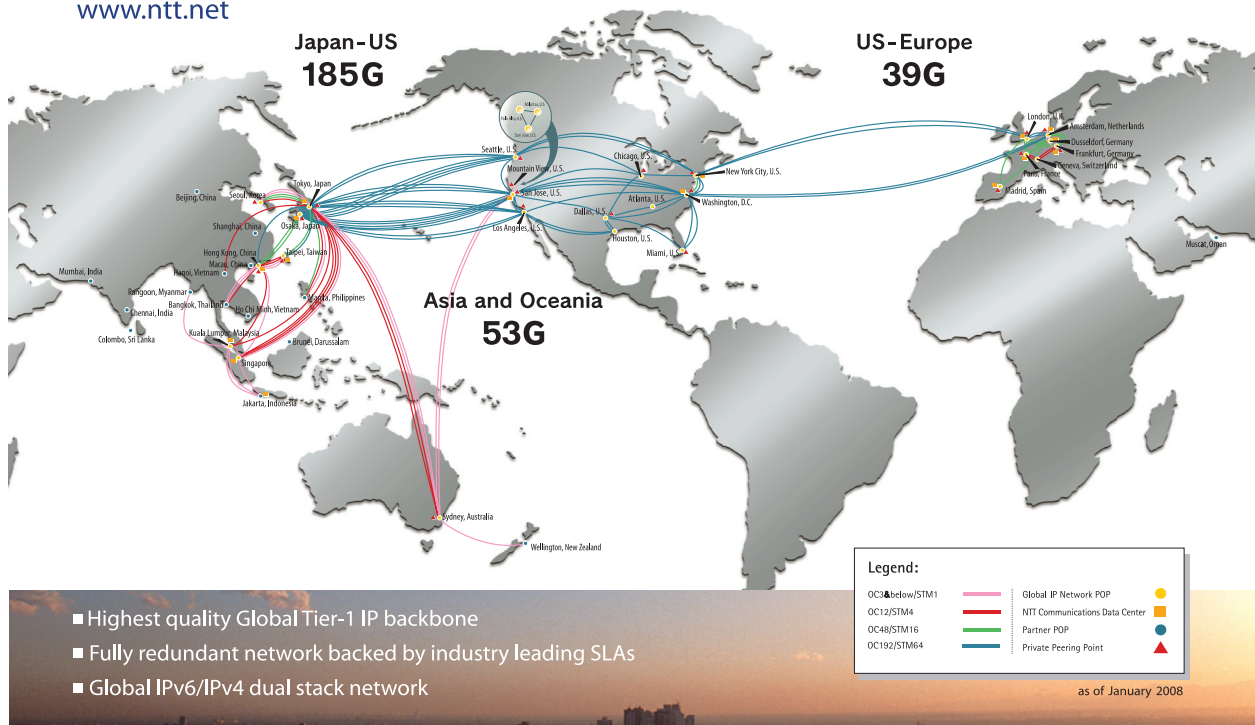 www.ntt.net
Japan-US
185G
US-Europe
39G
Asia and Oceania
53G
Milpitas, U.S.
San Jose, U.S.
Seattle, U.S.
Mountain View, U.S.
San Jose, U.S.
Los Angeles, U.S.
Chicago, U.S.
New York City, U.S.
Washington, D.C.
Atlanta, U.S.
Dallas, U.S.
Houston, U.S.
Miami, U.S.
London, U.K.
Amsterdam, Netherlands
Dusseldorf, Germany
Frankfurt, Germany
Geneva, Switzerland
Paris, France
Madrid, Spain
Muscat, Oman
Tokyo, Japan
Seoul, Korea
Beijing, China
Osaka, Japan
Shanghai, China
Hong Kong, China
Taipei, Taiwan
Macau, China
Hanoi, Vietnam
Mumbai, India
Rangoon, Myanmar
Bangkok, Thailand
Manila, Philippines
Ho Chi Minh, Vietnam
Chennai, India
Colombo, Sri Lanka
Kuala Lumpur, Malaysia
Brunei, Darussalam
Singapore
Jakarta, Indonesia
Sydney, Australia
Wellington, New Zealand
Legend:
OC3&below/STM1
Global IP Network POP
OC12/STM4
NTT Communications Data Center
OC48/STM16
Partner POP
OC192/STM64
Private Peering Point
as of January 2008
Highest quality Global Tier-1 IP backbone
Fully redundant network backed by industry leading SLAs
Global IPv6/IPv4 dual stack network